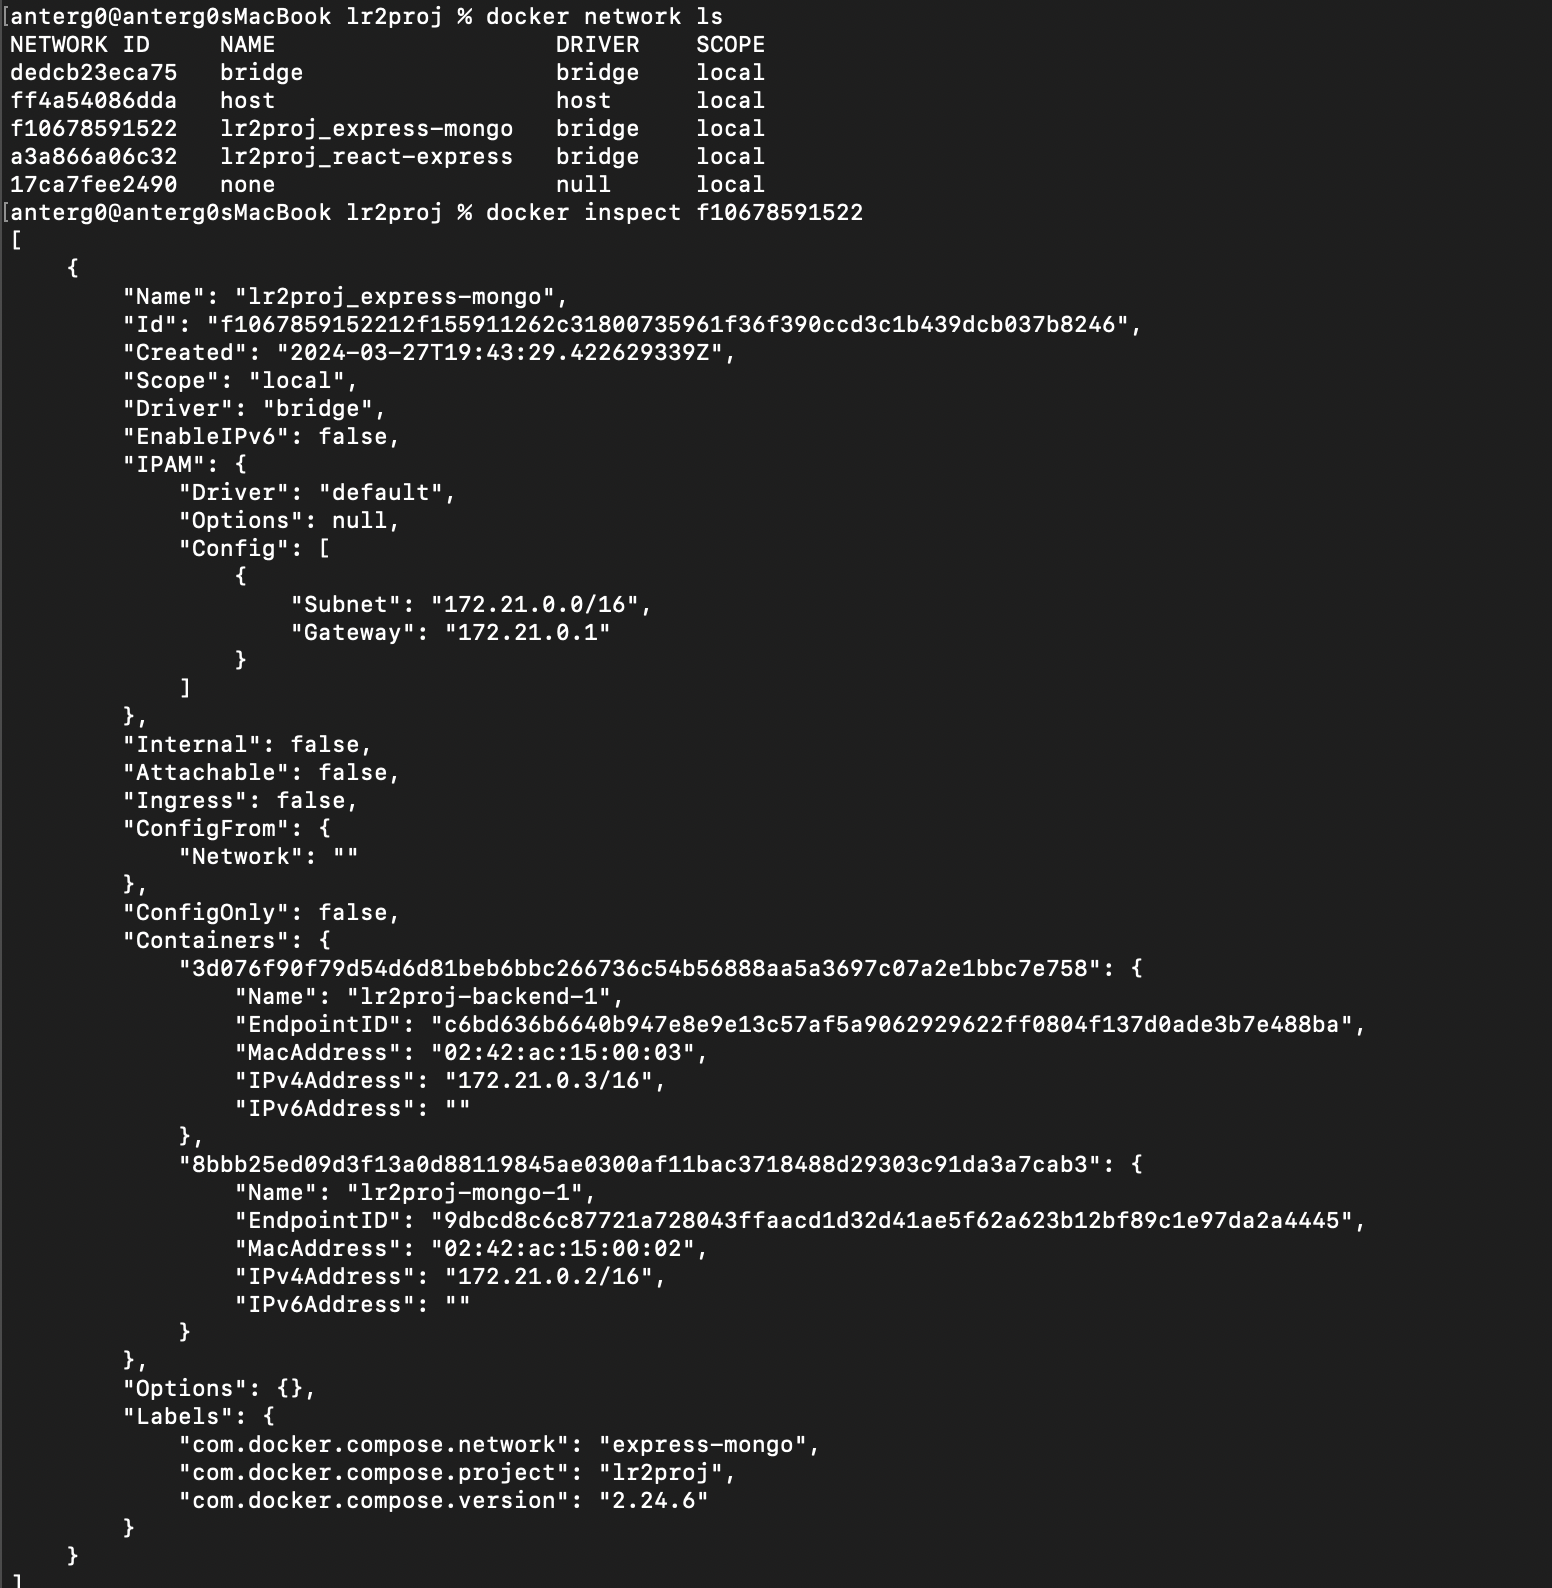 [anterg0@anterg0sMacBook lr2proj % docker network ls
NETWORK ID     NAME                    DRIVER    SCOPE
dedcb23eca75   bridge                  bridge    local
ff4a54086dda   host                    host      local
f10678591522   lr2proj_express-mongo   bridge    local
a3a866a06c32   lr2proj_react-express   bridge    local
17ca7fee2490   none                    null      local
[anterg0@anterg0sMacBook lr2proj % docker inspect f10678591522
[
    {
        "Name": "lr2proj_express-mongo",
        "Id": "f1067859152212f155911262c31800735961f36f390ccd3c1b439dcb037b8246",
        "Created": "2024-03-27T19:43:29.422629339Z",
        "Scope": "local",
        "Driver": "bridge",
        "EnableIPv6": false,
        "IPAM": {
            "Driver": "default",
            "Options": null,
            "Config": [
                {
                    "Subnet": "172.21.0.0/16",
                    "Gateway": "172.21.0.1"
                }
            ]
        },
        "Internal": false,
        "Attachable": false,
        "Ingress": false,
        "ConfigFrom": {
            "Network": ""
        },
        "ConfigOnly": false,
        "Containers": {
            "3d076f90f79d54d6d81beb6bbc266736c54b56888aa5a3697c07a2e1bbc7e758": {
                "Name": "lr2proj-backend-1",
                "EndpointID": "c6bd636b6640b947e8e9e13c57af5a9062929622ff0804f137d0ade3b7e488ba",
                "MacAddress": "02:42:ac:15:00:03",
                "IPv4Address": "172.21.0.3/16",
                "IPv6Address": ""
            },
            "8bbb25ed09d3f13a0d88119845ae0300af11bac3718488d29303c91da3a7cab3": {
                "Name": "lr2proj-mongo-1",
                "EndpointID": "9dbcd8c6c87721a728043ffaacd1d32d41ae5f62a623b12bf89c1e97da2a4445",
                "MacAddress": "02:42:ac:15:00:02",
                "IPv4Address": "172.21.0.2/16",
                "IPv6Address": ""
            }
        },
        "Options": {},
        "Labels": {
            "com.docker.compose.network": "express-mongo",
            "com.docker.compose.project": "lr2proj",
            "com.docker.compose.version": "2.24.6"
        }
    }
]